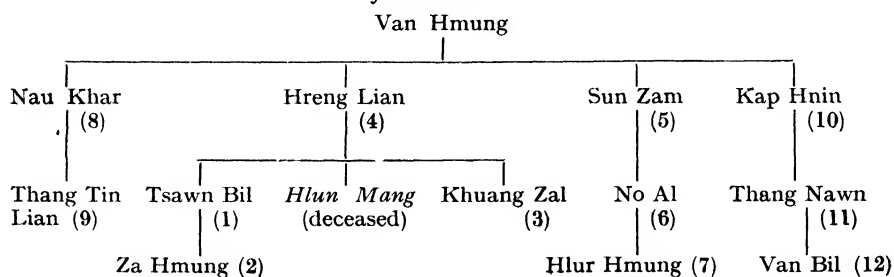 Van Hmung
Nau Khar Hreng Lian Sun Zam Kap Hnin
(8) (4) (5) (10)
Thang Tin Tsawn Bil Hlun Mang Khuang Zal No Al Thang Nawn
Lian (9) (1) (deceased) (3) (6) (11)
Za Hmung (2) Hlur Hmung (7) Van Bil (12)